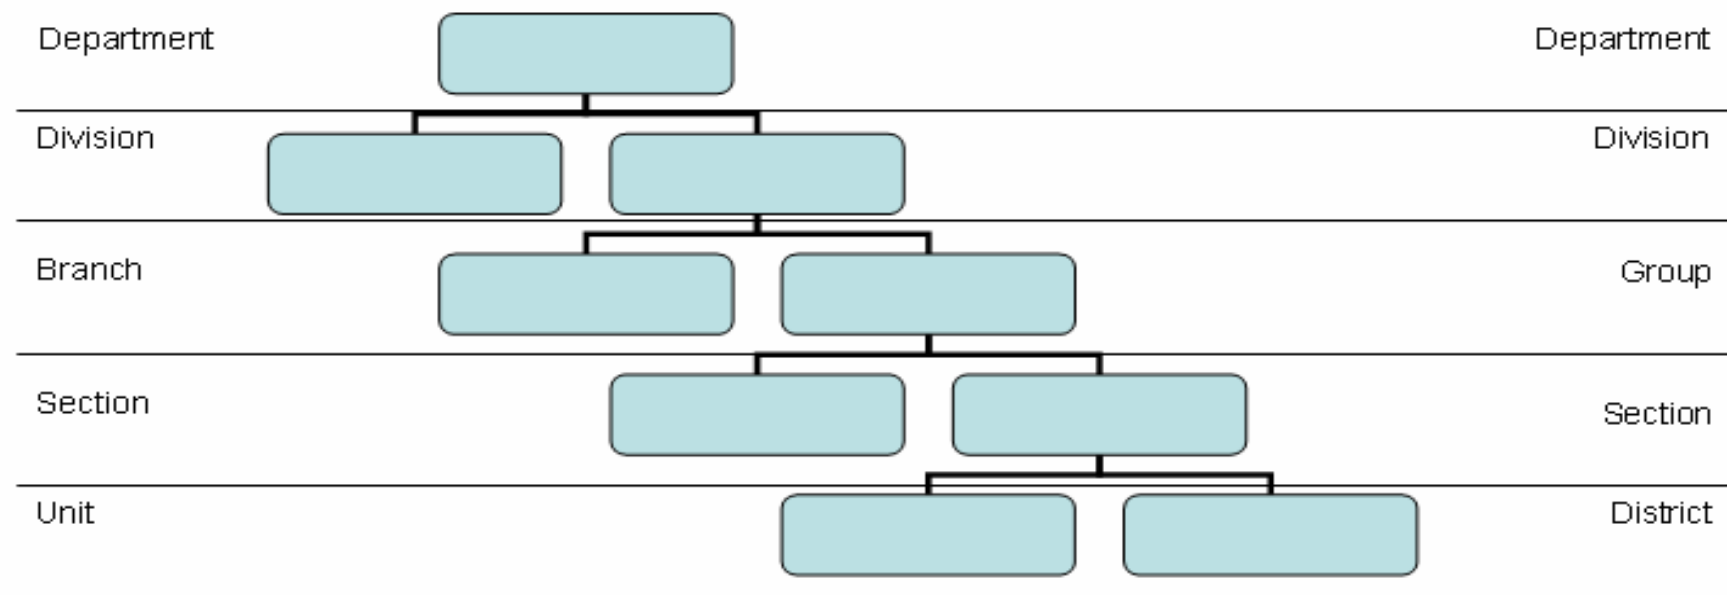 Department Department
Division Division
Branch Group
Section Section
Unit District